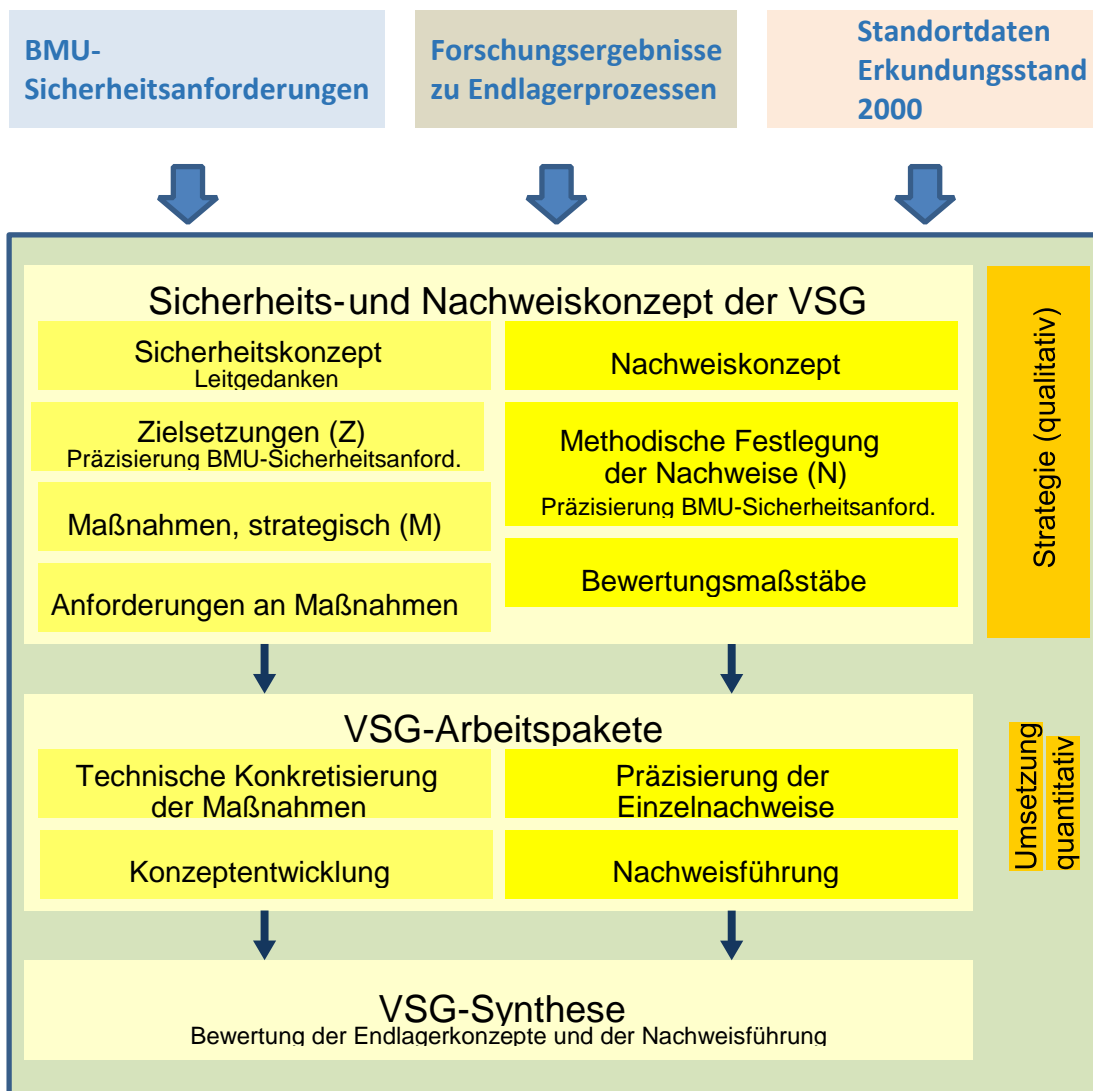 BMU-
Sicherheitsanforderungen
Forschungsergebnisse
zu Endlagerprozessen
Standortdaten
Erkundungsstand
2000
Sicherheits-und Nachweiskonzept der VSG
Sicherheitskonzept
Leitgedanken
Zielsetzungen (Z)
Präzisierung BMU-Sicherheitsanford.
Maßnahmen, strategisch (M)
Anforderungen an Maßnahmen
Nachweiskonzept
Methodische Festlegung
der Nachweise (N)
Präzisierung BMU-Sicherheitsanford.
Bewertungsmaßstäbe
Strategie (qualitativ)
VSG-Arbeitspakete
Technische Konkretisierung
der Maßnahmen
Konzeptentwicklung
Präzisierung der
Einzelnachweise
Nachweisführung
Umsetzung
quantitativ
VSG-Synthese
Bewertung der Endlagerkonzepte und der Nachweisführung